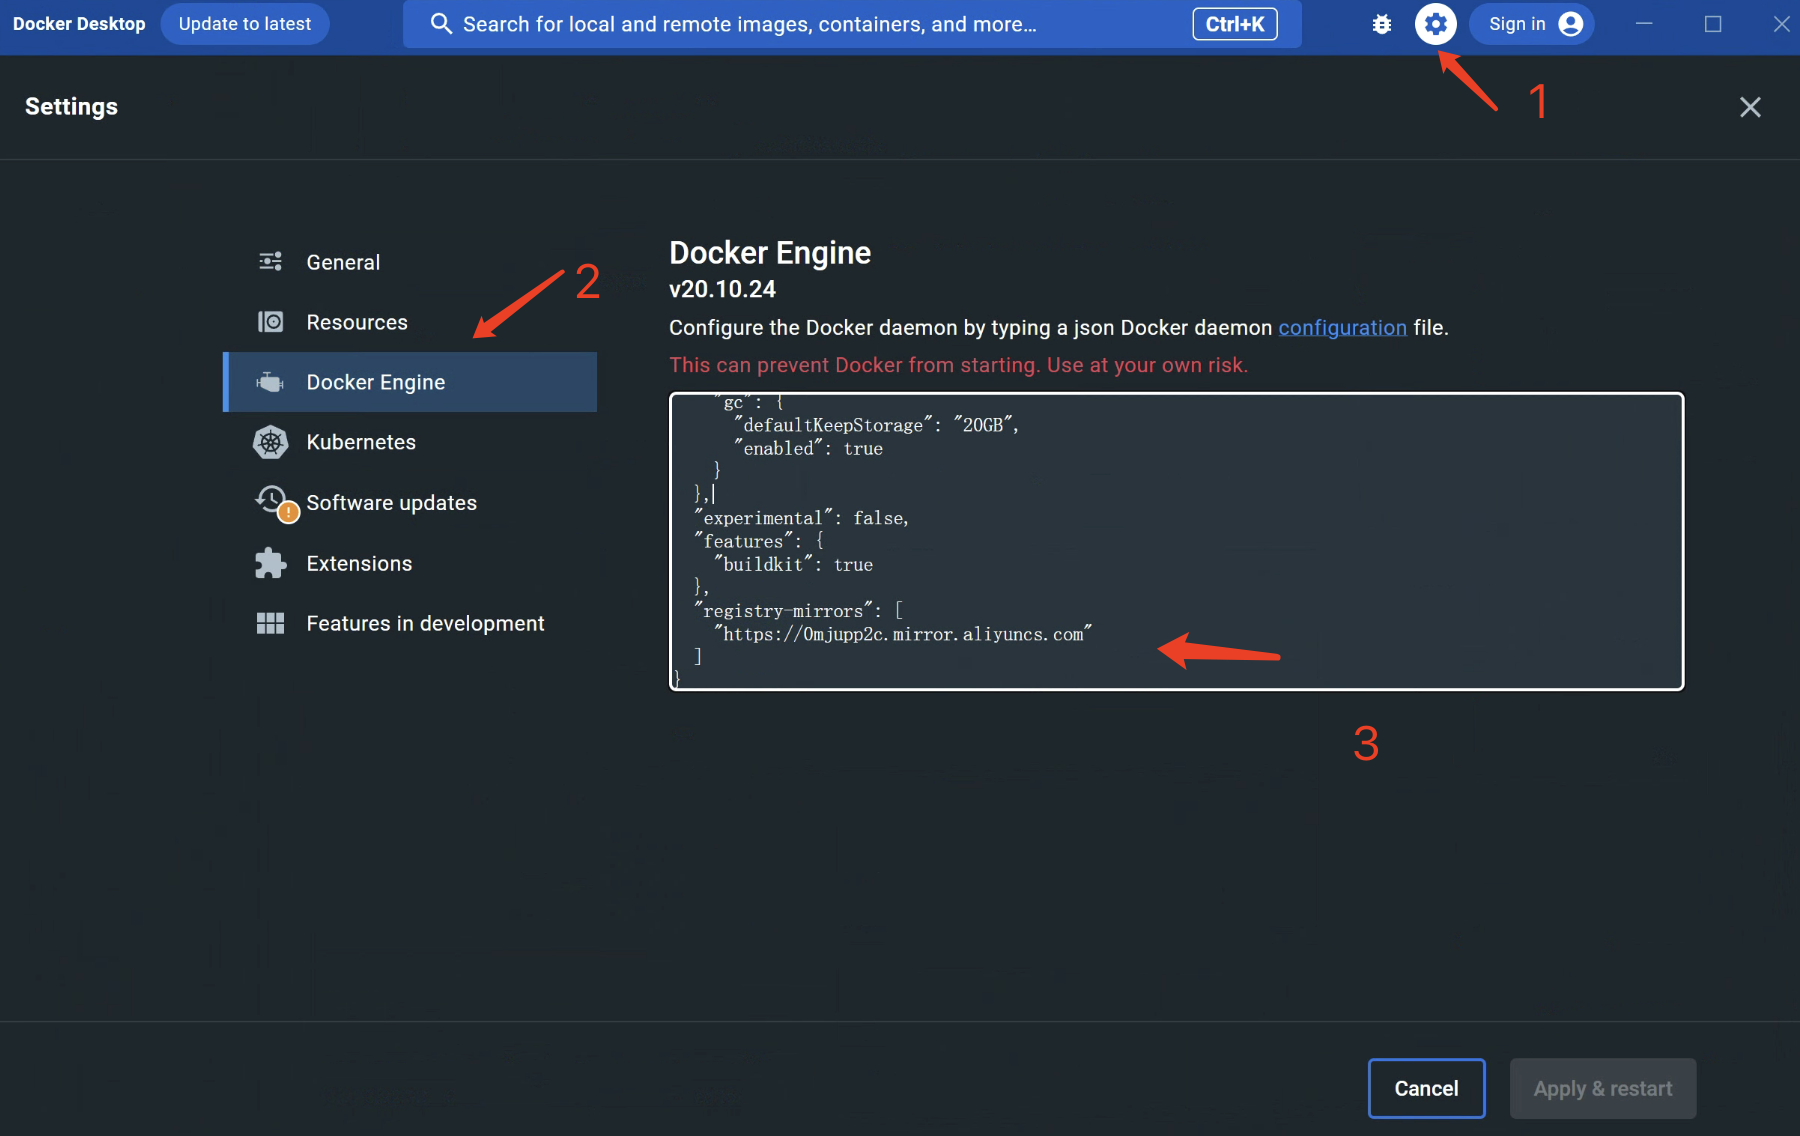 Docker Desktop
Update to latest
Search for local and remote images, containers, and more...
Ctrl+K
Sign in
1
Settings
General
2
Resources
Docker Engine
Kubernetes
Software updates
Extensions
Features in development
Docker Engine
v20.10.24
Configure the Docker daemon by typing a json Docker daemon configuration file.
This can prevent Docker from starting. Use at your own risk.
"gc": {
"defaultKeepStorage": "20GB",
"enabled": true
}
},
"experimental": false,
"features": {
"buildkit": true
},
"registry-mirrors": [
"https://0mjupp2c.mirror.aliyuncs.com"
]
}
3
Cancel
Apply & restart